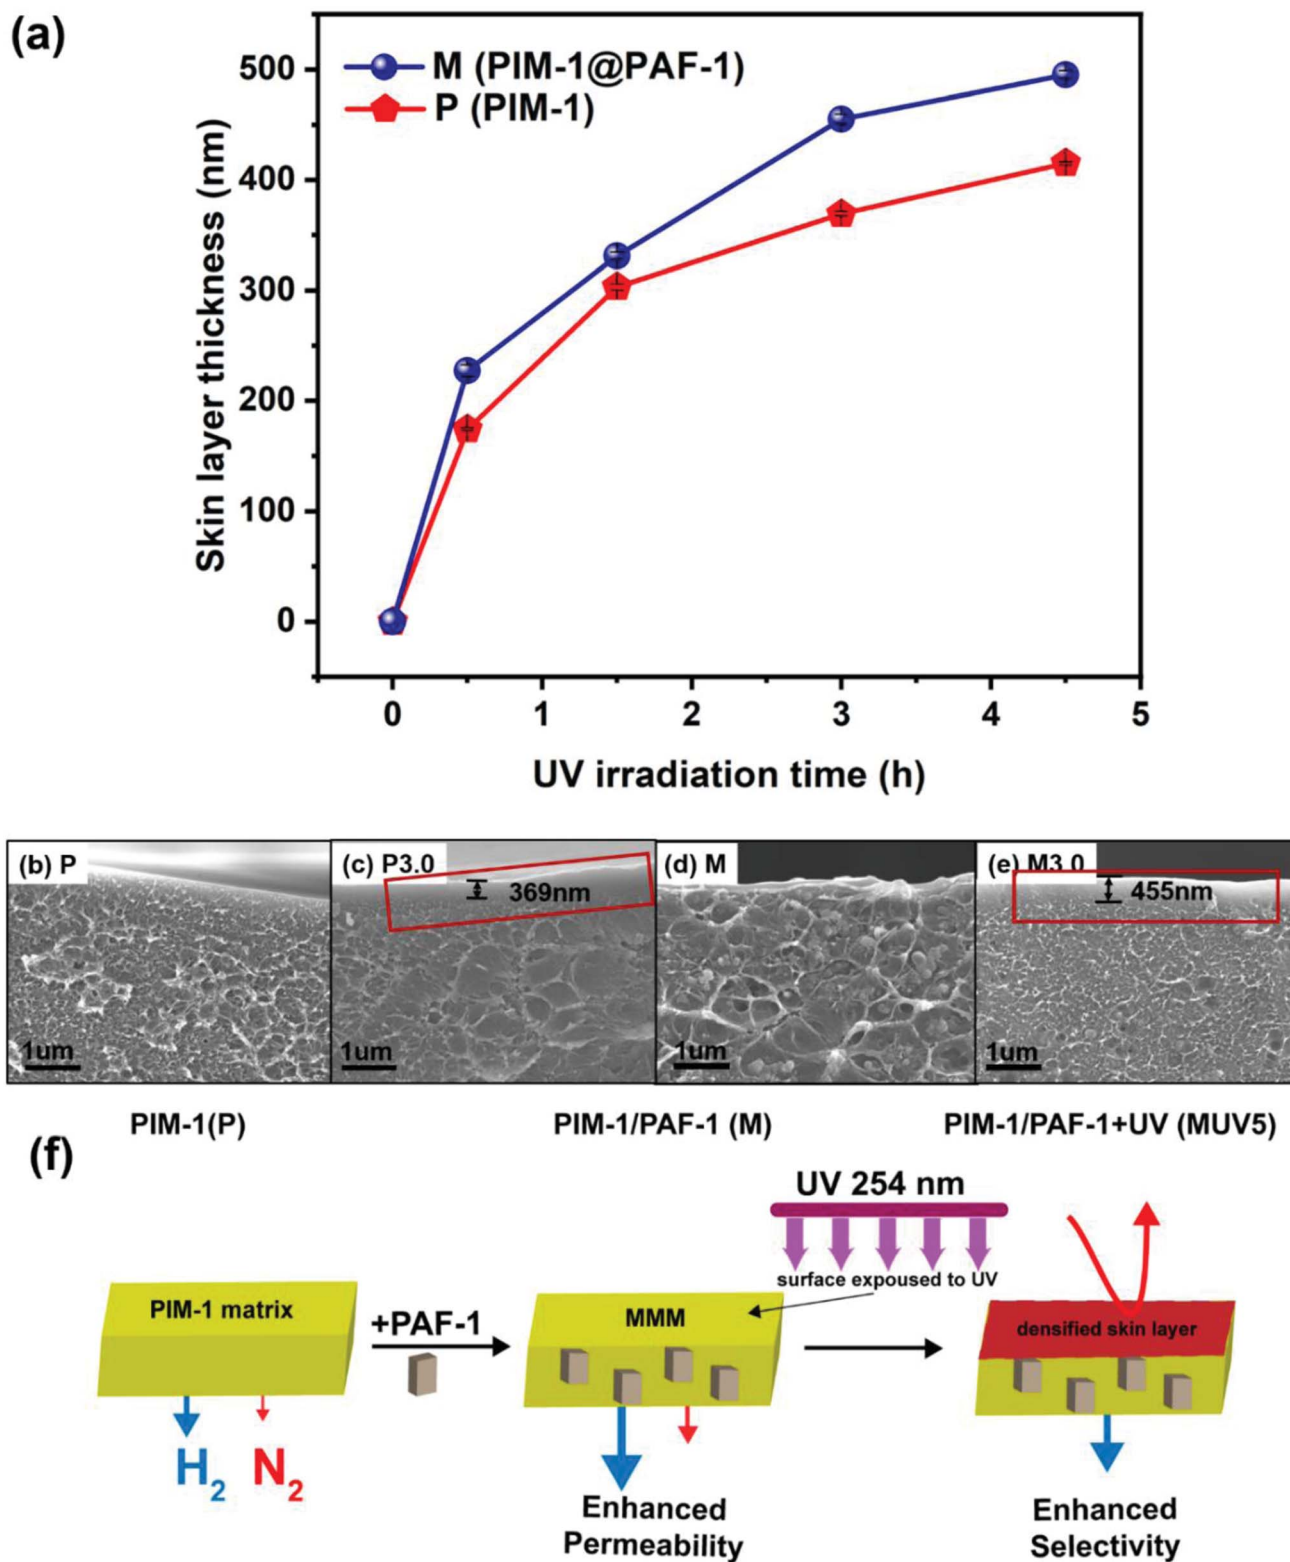 (a)
M (PIM-1@PAF-1)
P (PIM-1)
Skin layer thickness (nm)
500
400
300
200
100
0
0 1 2 3 4 5
UV irradiation time (h)
(b) P
1um
(c) P3.0
369nm
1um
(d) M
1um
(e) M3.0
455nm
1um
PIM-1(P)
PIM-1/PAF-1 (M)
PIM-1/PAF-1+UV (MUV5)
(f)
UV 254 nm
surface expoused to UV
PIM-1 matrix
+PAF-1
MMM
densified skin layer
H2
N2
Enhanced
Permeability
Enhanced
Selectivity